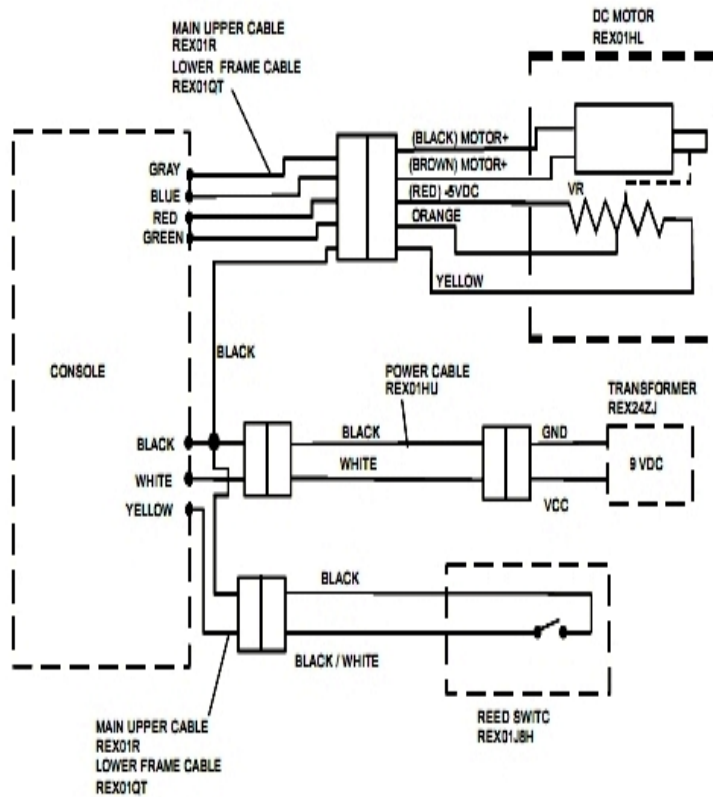 MAIN UPPER CABLE
REX01R
LOWER FRAME CABLE
REX01QT
DC MOTOR
REX01HL
GRAY
BLUE
RED
GREEN
(BLACK) MOTOR+
(BROWN) MOTOR+
(RED) -5VDC
ORANGE
VR
YELLOW
BLACK
CONSOLE
POWER CABLE
REX01HU
TRANSFORMER
REX24ZJ
BLACK
WHITE
YELLOW
BLACK
WHITE
GND
VCC
9 VDC
BLACK
BLACK / WHITE
REED SWITC
REX01J8H
MAIN UPPER CABLE
REX01R
LOWER FRAME CABLE
REX01QT